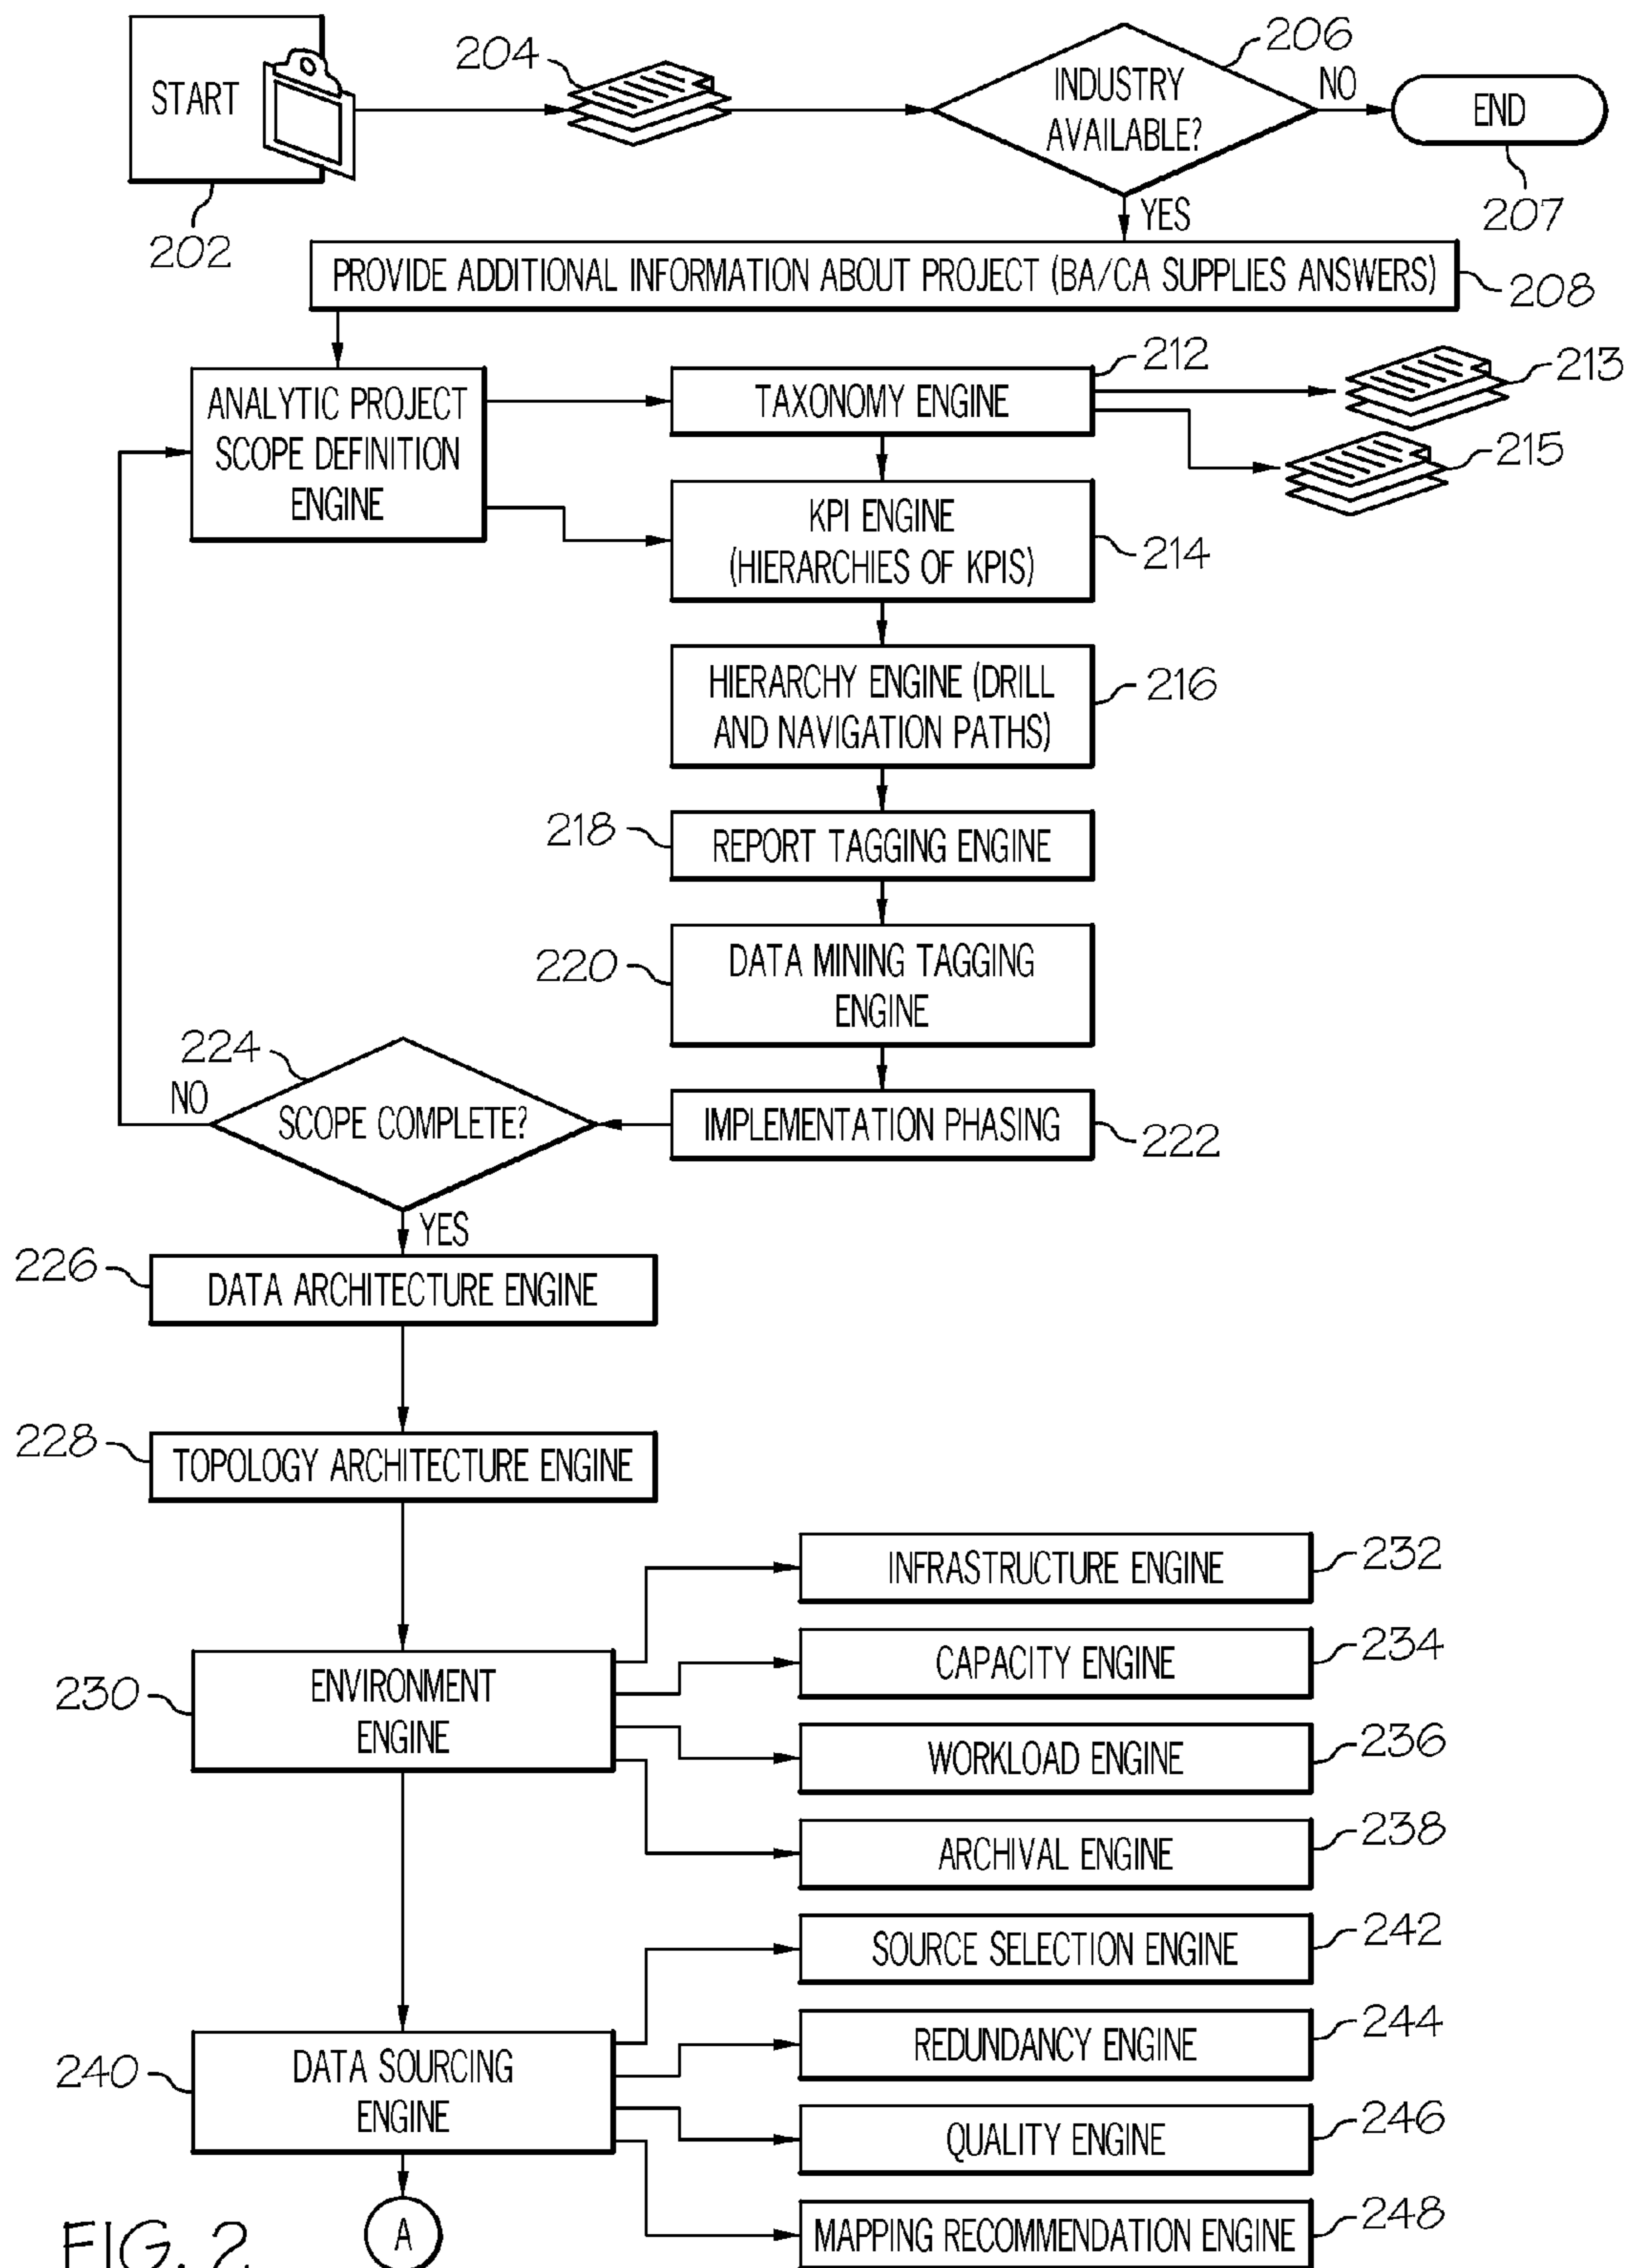 START
202
204
INDUSTRY
AVAILABLE?
206
NO
END
207
YES
PROVIDE ADDITIONAL INFORMATION ABOUT PROJECT (BA/CA SUPPLIES ANSWERS)
208
ANALYTIC PROJECT
SCOPE DEFINITION
ENGINE
TAXONOMY ENGINE
212
213
215
KPI ENGINE
(HIERARCHIES OF KPIS)
214
HIERARCHY ENGINE (DRILL
AND NAVIGATION PATHS)
216
218
REPORT TAGGING ENGINE
220
DATA MINING TAGGING
ENGINE
224
NO
SCOPE COMPLETE?
IMPLEMENTATION PHASING
222
YES
226
DATA ARCHITECTURE ENGINE
228
TOPOLOGY ARCHITECTURE ENGINE
230
ENVIRONMENT
ENGINE
INFRASTRUCTURE ENGINE
232
CAPACITY ENGINE
234
WORKLOAD ENGINE
236
ARCHIVAL ENGINE
238
240
DATA SOURCING
ENGINE
SOURCE SELECTION ENGINE
242
REDUNDANCY ENGINE
244
QUALITY ENGINE
246
MAPPING RECOMMENDATION ENGINE
248
A
FIG. 2